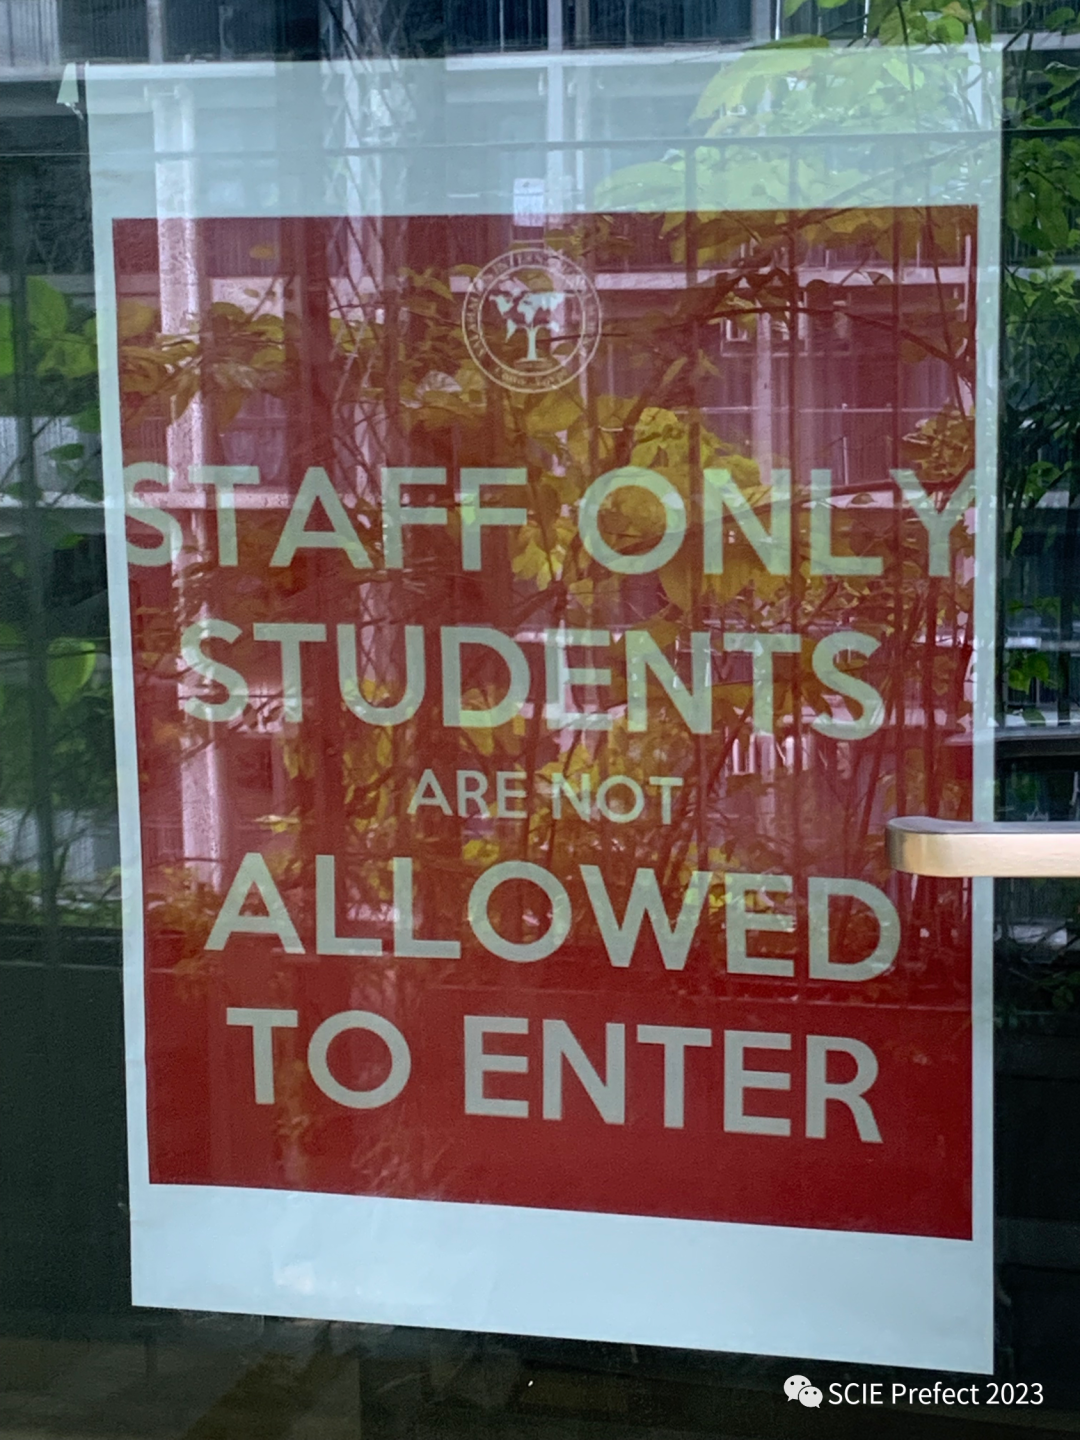 STAFF ONLY
STUDENTS
ARE NOT
ALLOWED
TO ENTER
SCIE Prefect 2023